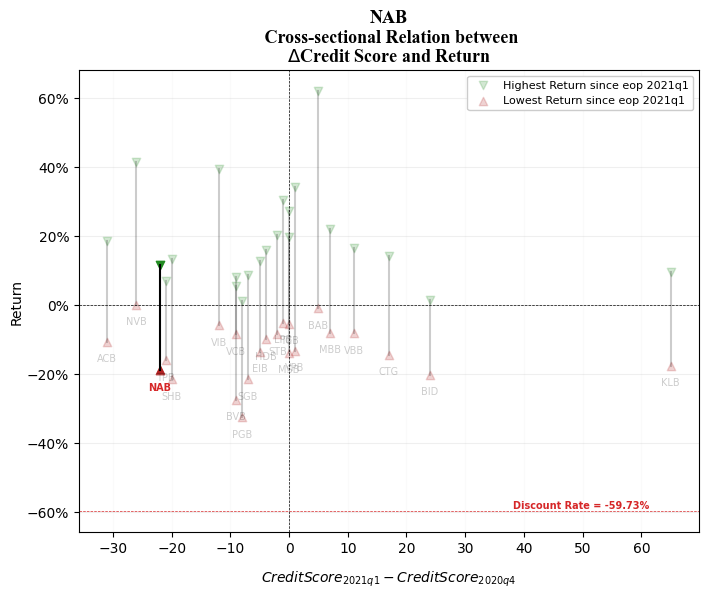 NAB
Cross-sectional Relation between
ΔCredit Score and Return
Highest Return since eop 2021q1
Lowest Return since eop 2021q1
Return
60%
40%
20%
0%
−20%
−40%
−60%
NVB
ACB
NAB
SHB
VIB
VCB
BVB
PGB
SGB
EIB
HDB
STB
BAB
MBB
VBB
CTG
BID
KLB
Discount Rate = -59.73%
−30 −20 −10 0 10 20 30 40 50 60
CreditScore2021q1 − CreditScore2020q4